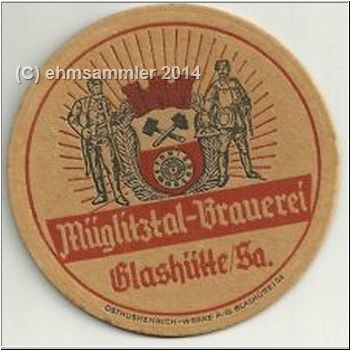 (C) ehmsammler 2014
Müglitztal-Brauerei
Glashütte/Sa.
OSTHUSHENRICH-WERKE A.G. GLASHÜTTE I SA